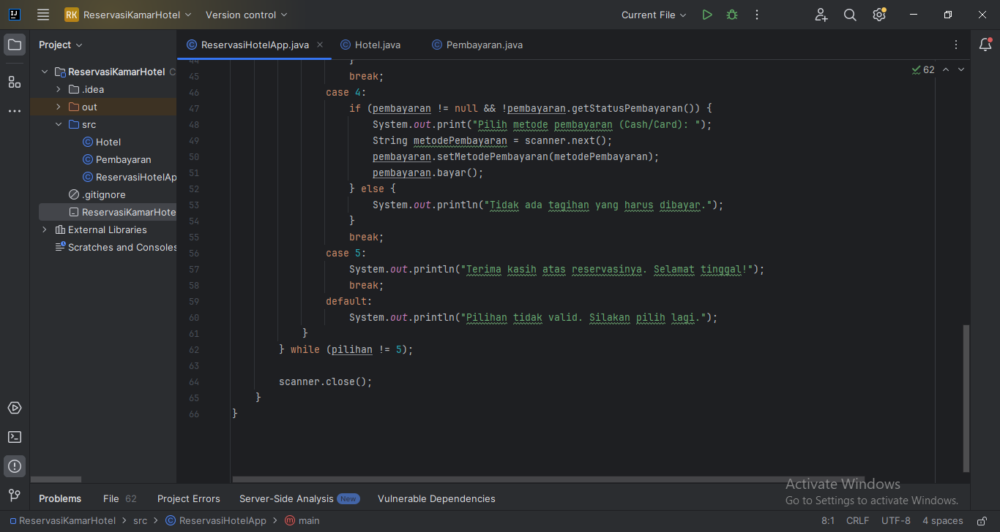 RK ReservasiKamarHotel Version control Current File
Project
ReservasiHotelApp.java
Hotel.java
Pembayaran.java
62
ReservasiKamarHotel C
.idea
out
src
Hotel
Pembayaran
ReservasiHotelAp
.gitignore
ReservasiKamarHote
External Libraries
Scratches and Consoles
44 }
45 break;
46 case 4:
47 if (pembayaran != null && !pembayaran.getStatusPembayaran()) {
48 System.out.print("Pilih metode pembayaran (Cash/Card): ");
49 String metodePembayaran = scanner.next();
50 pembayaran.setMetodePembayaran(metodePembayaran);
51 pembayaran.bayar();
52 } else {
53 System.out.println("Tidak ada tagihan yang harus dibayar.");
54 }
55 break;
56 case 5:
57 System.out.println("Terima kasih atas reservasinya. Selamat tinggal!");
58 break;
59 default:
60 System.out.println("Pilihan tidak valid. Silakan pilih lagi.");
61 }
62 } while (pilihan != 5);
63
64 scanner.close();
65 }
66 }
Activate Windows
Go to Settings to activate Windows.
Problems File 62 Project Errors Server-Side Analysis New Vulnerable Dependencies
ReservasiKamarHotel > src > ReservasiHotelApp > main 8:1 CRLF UTF-8 4 spaces